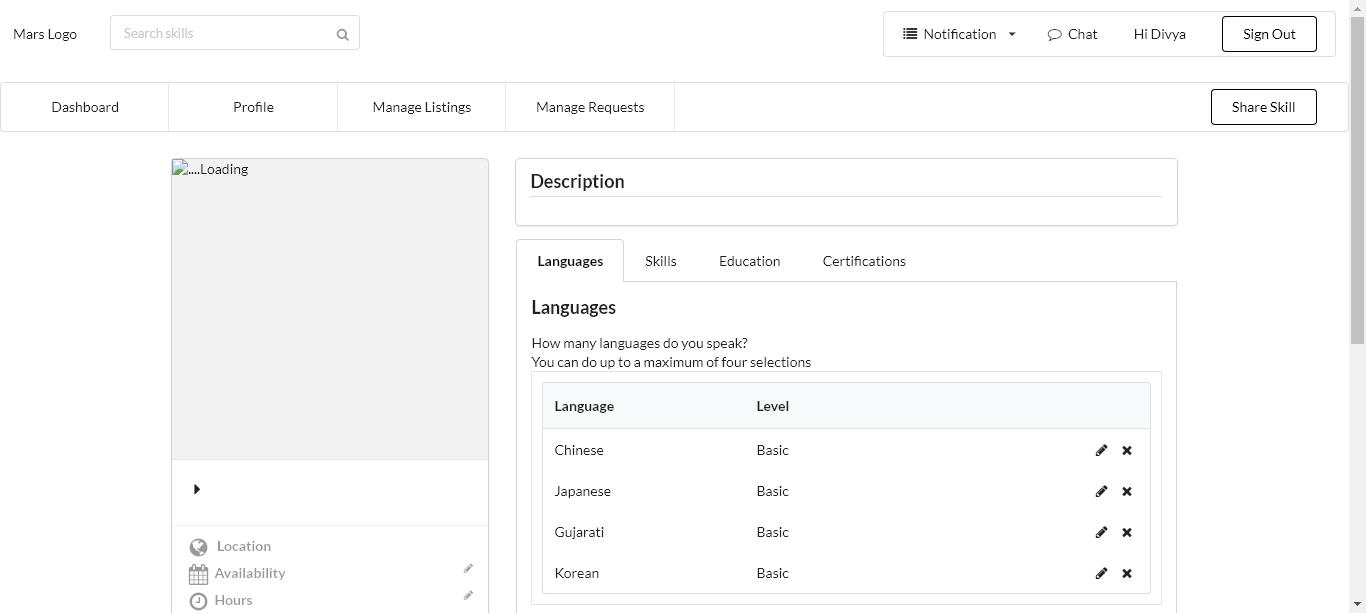 Mars Logo
Search skills
Notification
Chat
Hi Divya
Sign Out
Dashboard
Profile
Manage Listings
Manage Requests
Share Skill
....Loading
Location
Availability
Hours
Description
Languages Skills Education Certifications
Languages
How many languages do you speak?
You can do up to a maximum of four selections
Language Level
Chinese Basic
Japanese Basic
Gujarati Basic
Korean Basic